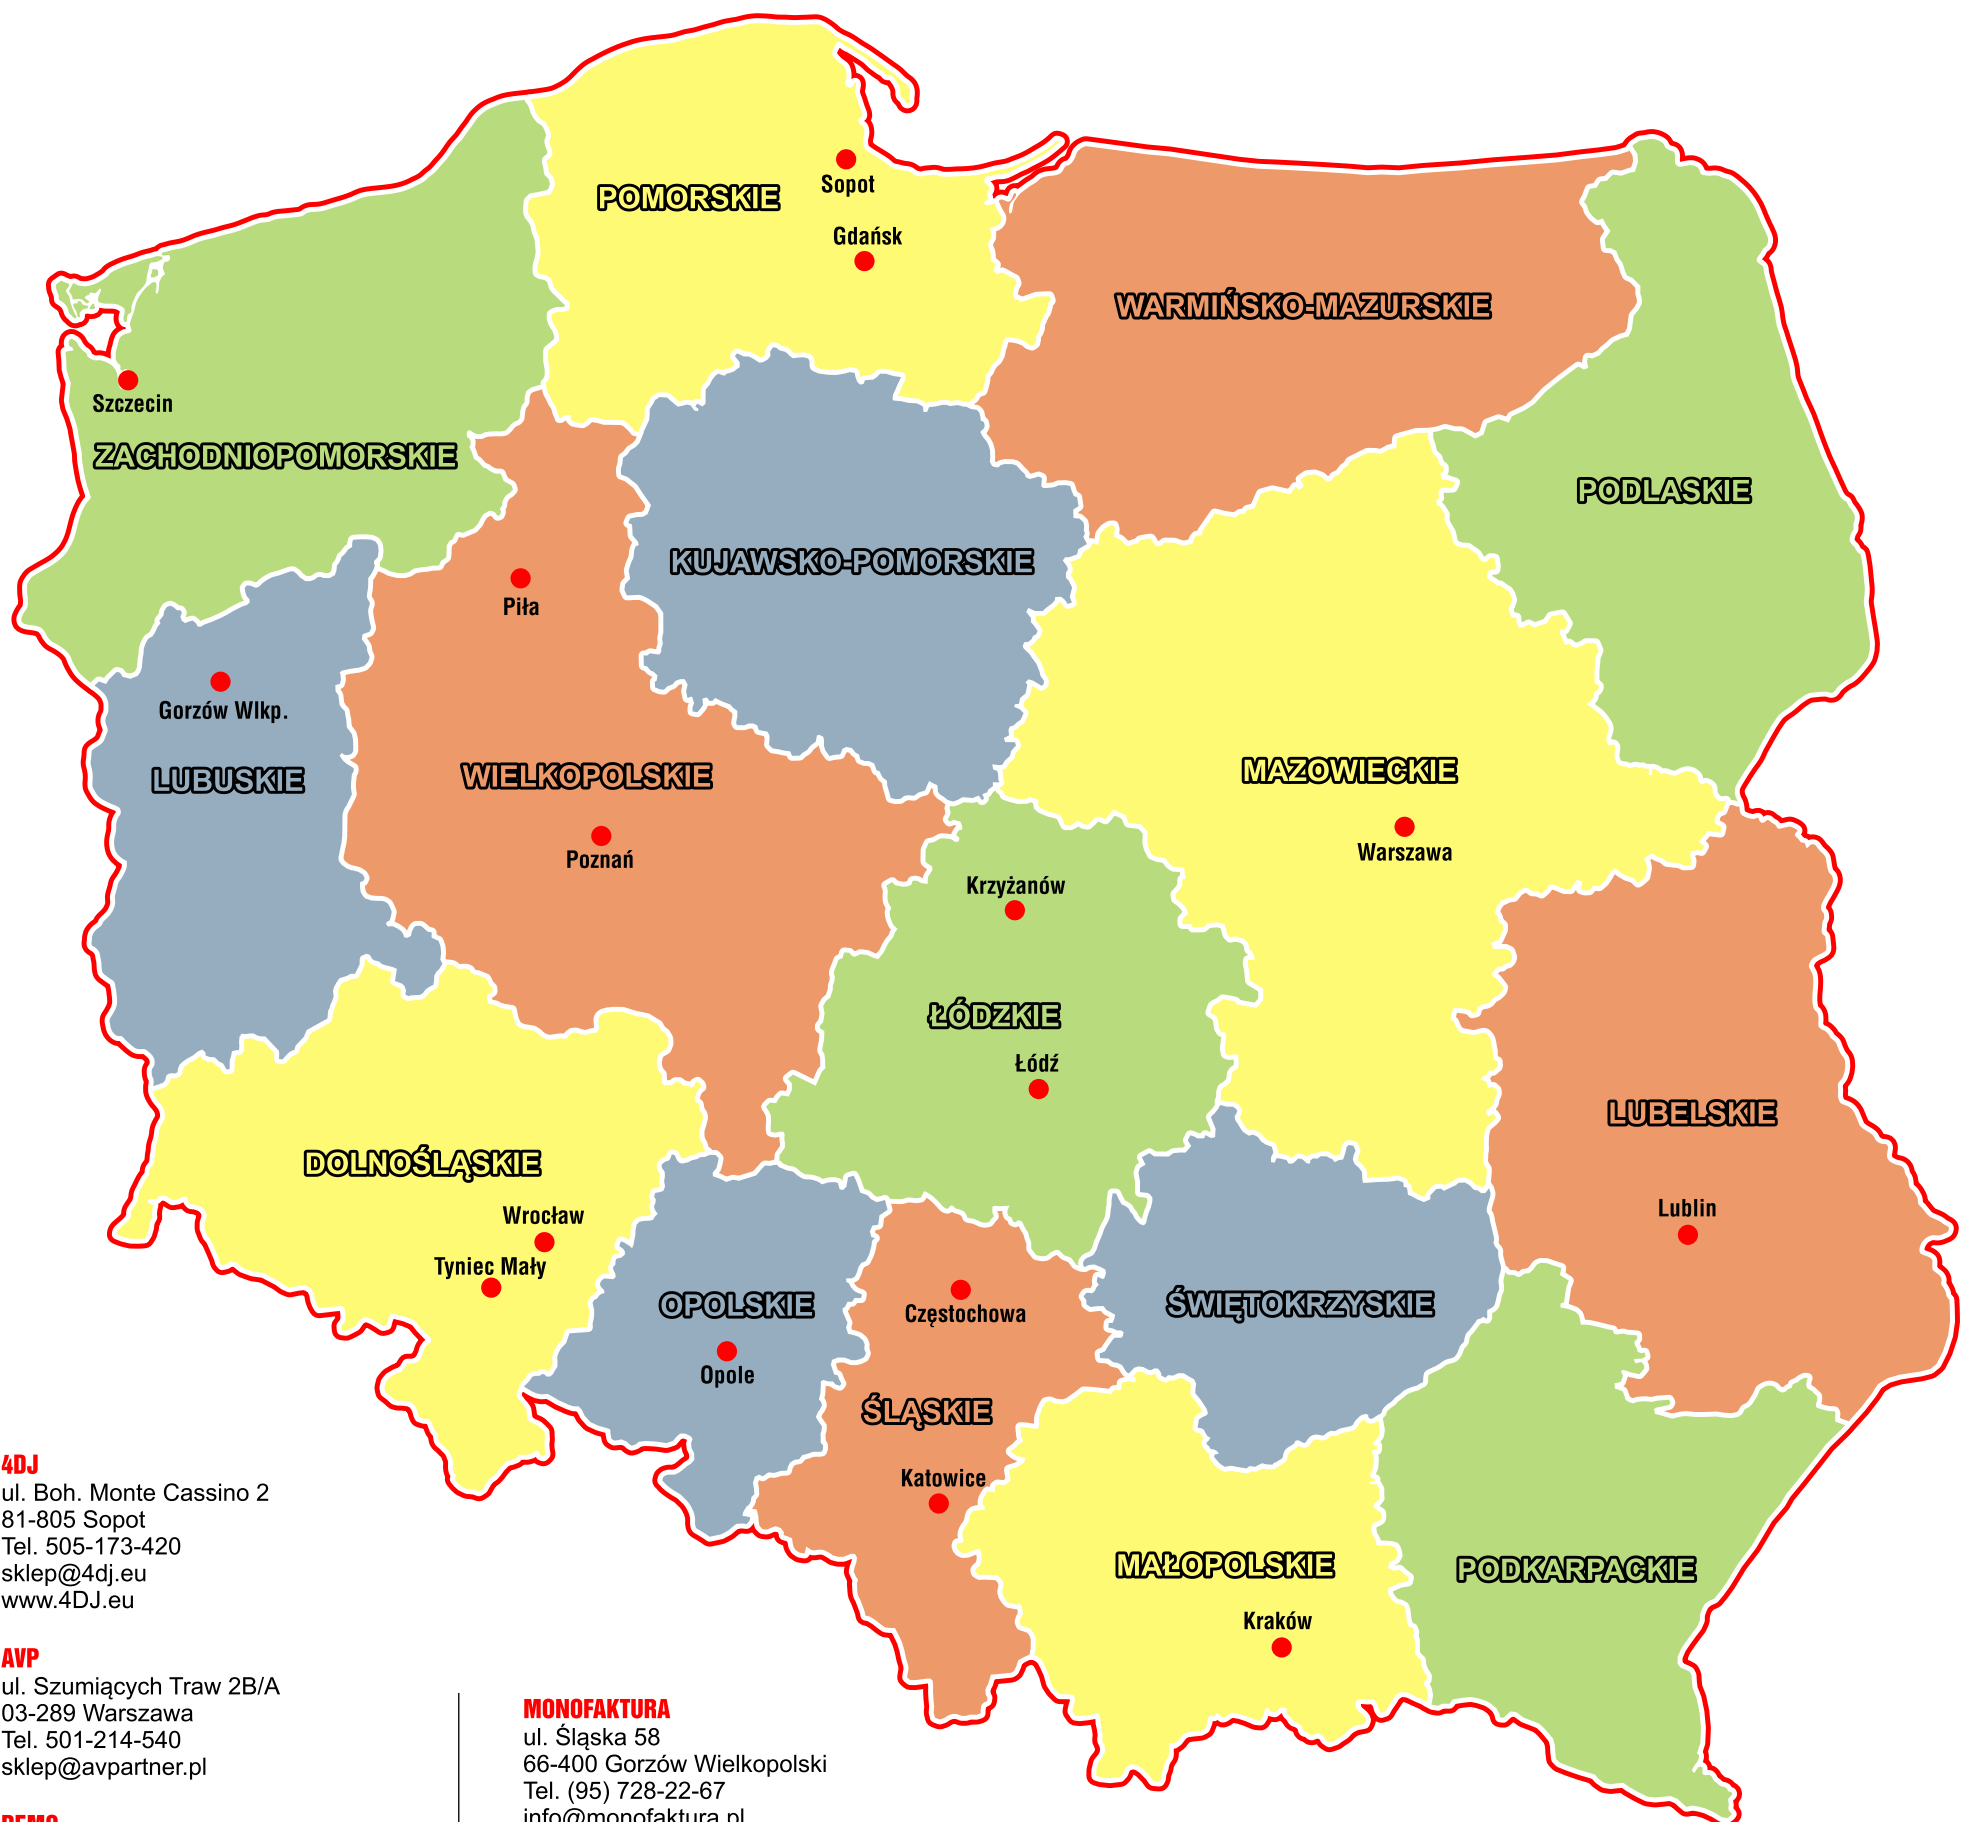 Sopot
POMORSKIE
Gdańsk
WARMIŃSKO-MAZURSKIE
Szczecin
ZACHODNIOPOMORSKIE
PODLASKIE
KUJAWSKO-POMORSKIE
Piła
Gorzów Wlkp.
LUBUSKIE
WIELKOPOLSKIE
MAZOWIECKIE
Poznań
Warszawa
Krzyżanów
ŁÓDZKIE
Łódź
LUBELSKIE
DOLNOŚLĄSKIE
Wrocław
Lublin
Tyniec Mały
OPOLSKIE
ŚWIĘTOKRZYSKIE
Częstochowa
Opole
ŚLĄSKIE
Katowice
MAŁOPOLSKIE
PODKARPACKIE
Kraków
4DJ
ul. Boh. Monte Cassino 2
81-805 Sopot
Tel. 505-173-420
sklep@4dj.eu
www.4DJ.eu
AVP
ul. Szumiących Traw 2B/A
03-289 Warszawa
Tel. 501-214-540
sklep@avpartner.pl
MONOFAKTURA
ul. Śląska 58
66-400 Gorzów Wielkopolski
Tel. (95) 728-22-67
info@monofaktura.pl